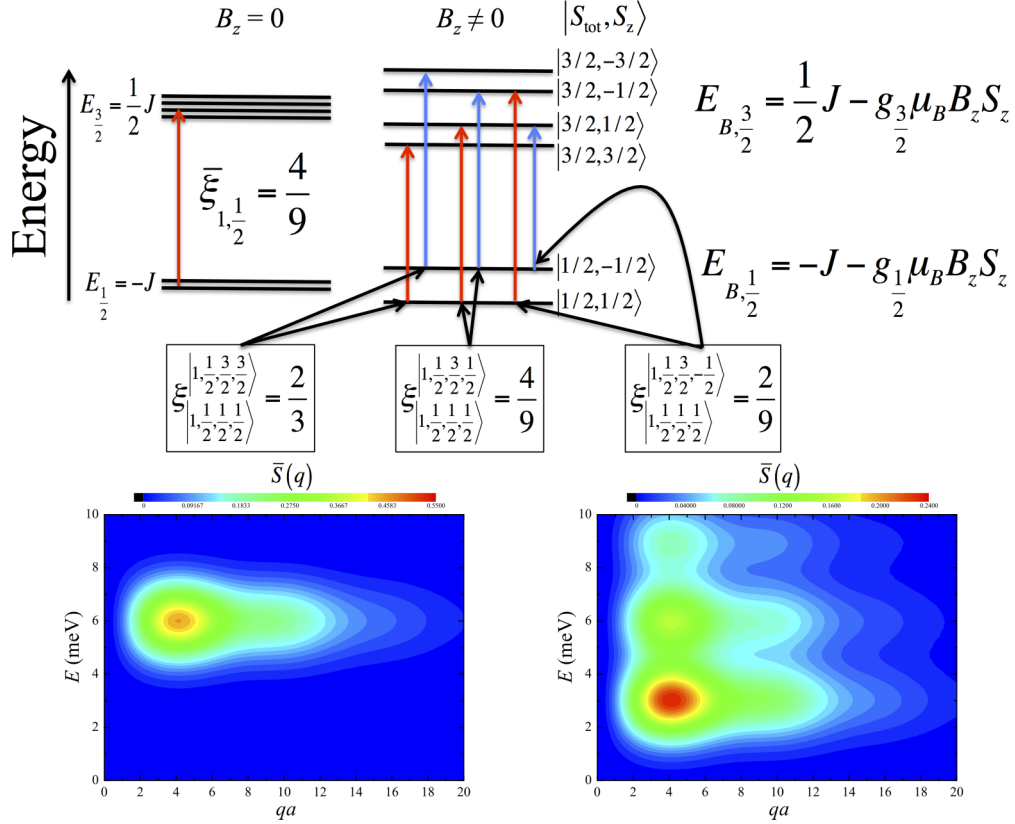 B_z = 0
B_z ≠ 0
|S_tot, S_z⟩
Energy
E_{3/2} = 1/2 J
|3/2,-3/2⟩
|3/2,-1/2⟩
|3/2,1/2⟩
|3/2,3/2⟩
E_{B,3/2} = 1/2 J − g_{3/2} μ_B B_z S_z
ξ̄_{1,1/2} = 4/9
E_{1/2} = -J
|1/2,-1/2⟩
|1/2,1/2⟩
E_{B,1/2} = −J − g_{1/2} μ_B B_z S_z
ξ^{|1,1/2,3/2,3/2⟩}_{|1,1/2,1/2,1/2⟩} = 2/3
ξ^{|1,1/2,3/2,1/2⟩}_{|1,1/2,1/2,1/2⟩} = 4/9
ξ^{|1,1/2,3/2,-1/2⟩}_{|1,1/2,1/2,1/2⟩} = 2/9
S̄(q)
0 0.09167 0.1833 0.2750 0.3667 0.4583 0.5500
10
8
6
4
2
0
E (meV)
0 2 4 6 8 10 12 14 16 18 20
qa
S̄(q)
0 0.04000 0.08000 0.1200 0.1600 0.2000 0.2400
10
8
6
4
2
0
E (meV)
0 2 4 6 8 10 12 14 16 18 20
qa